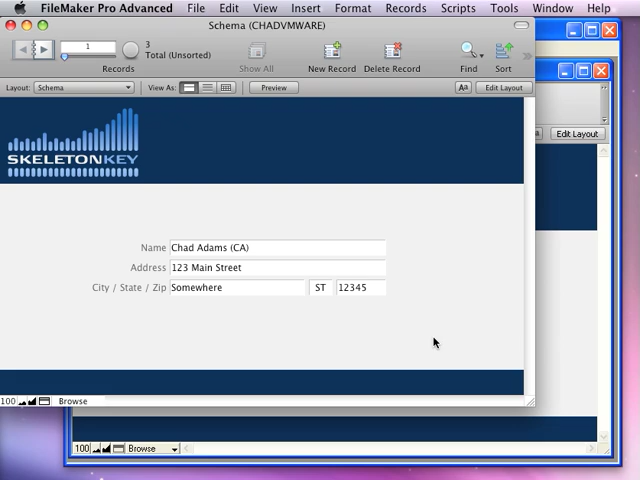 FileMaker Pro Advanced File Edit View Insert Format Records Scripts Tools Window Help
Schema (CHADVMWARE)
1
3
Total (Unsorted)
Records
Show All
New Record
Delete Record
Find
Sort
Layout:
Schema
View As:
Preview
Aa
Edit Layout
Edit Layout
SKELETONKEY
Name
Chad Adams (CA)
Address
123 Main Street
City / State / Zip
Somewhere
ST
12345
100
Browse
100
Browse